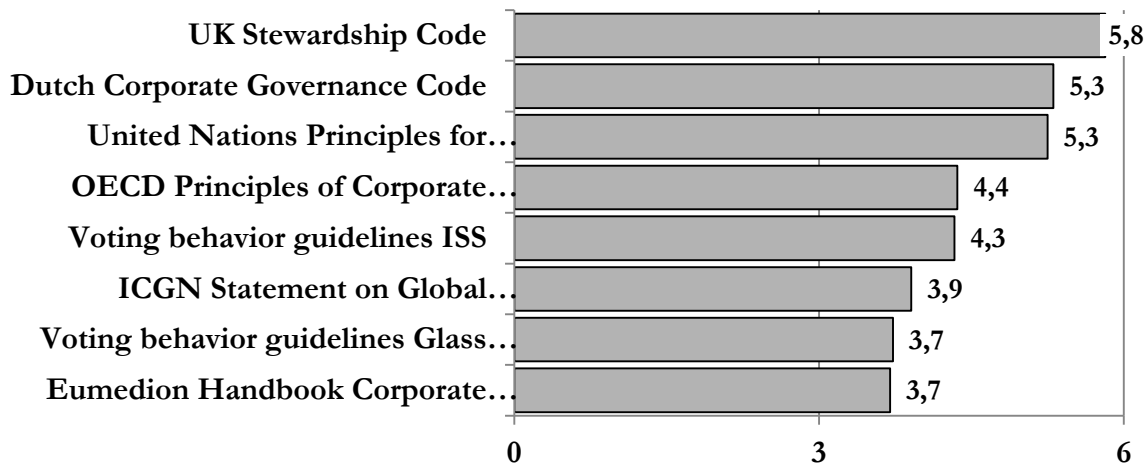 UK Stewardship Code 5,8
Dutch Corporate Governance Code 5,3
United Nations Principles for… 5,3
OECD Principles of Corporate… 4,4
Voting behavior guidelines ISS 4,3
ICGN Statement on Global… 3,9
Voting behavior guidelines Glass… 3,7
Eumedion Handbook Corporate… 3,7
0 3 6